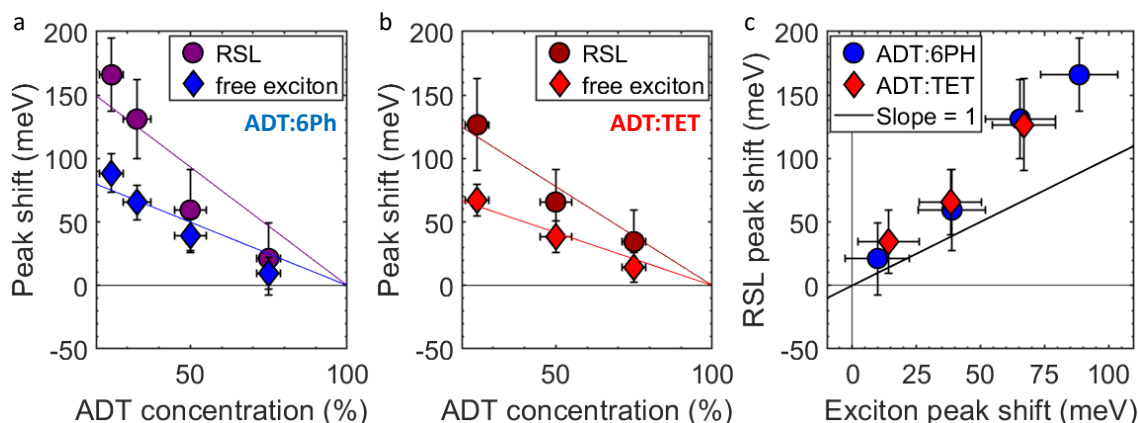 a
200
150
100
50
0
-50
50
100
Peak shift (meV)
ADT concentration (%)
RSL
free exciton
ADT:6Ph
b
200
150
100
50
0
-50
50
100
Peak shift (meV)
ADT concentration (%)
RSL
free exciton
ADT:TET
c
200
150
100
50
0
-50
0
25
50
75
100
RSL peak shift (meV)
Exciton peak shift (meV)
ADT:6PH
ADT:TET
Slope = 1